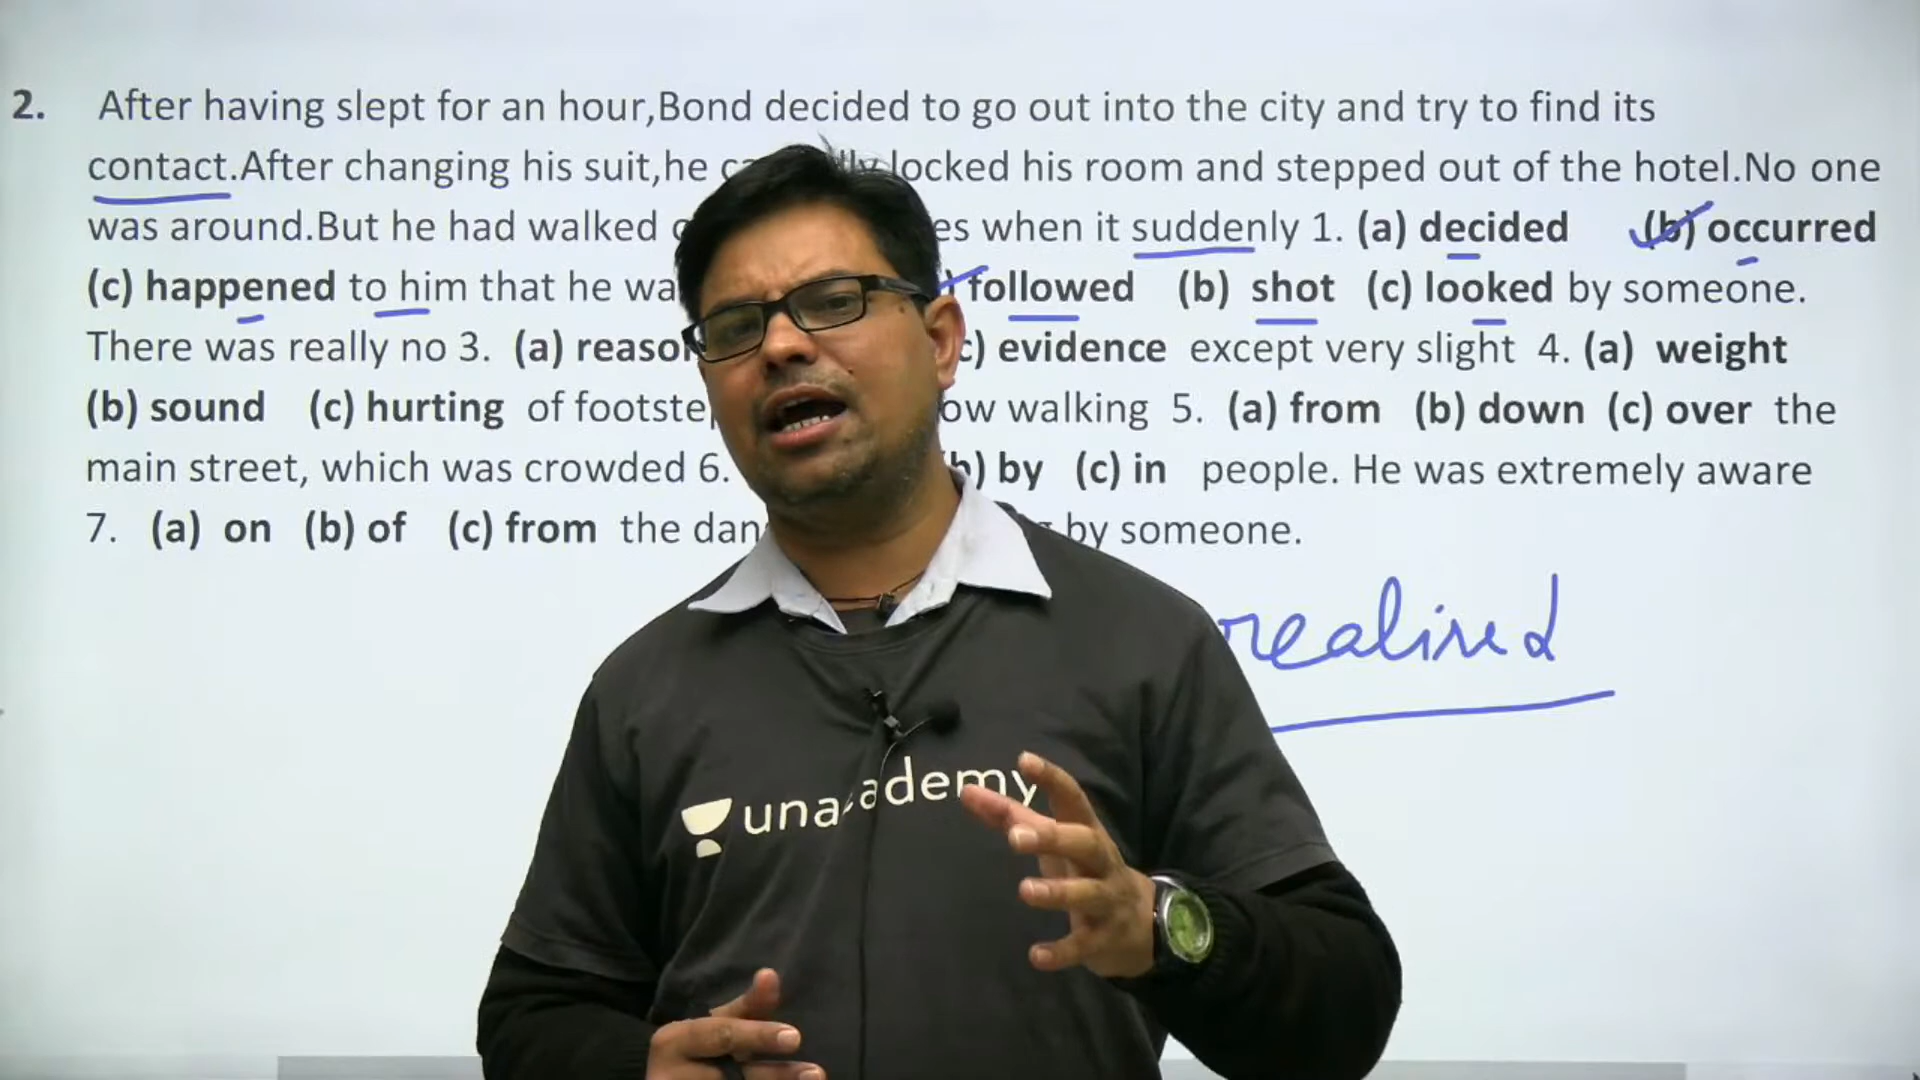 2. After having slept for an hour,Bond decided to go out into the city and try to find its
contact.After changing his suit,he locked his room and stepped out of the hotel.No one
was around.But he had walked when it suddenly 1. (a) decided (b) occurred
(c) happened to him that he followed (b) shot (c) looked by someone.
There was really no 3. (a) c) evidence except very slight 4. (a) weight
(b) sound (c) hurting of walking 5. (a) from (b) down (c) over the
main street, which was crowded 6. (b) by (c) in people. He was extremely aware
7. (a) on (b) of (c) from the by someone.
realised
unacademy